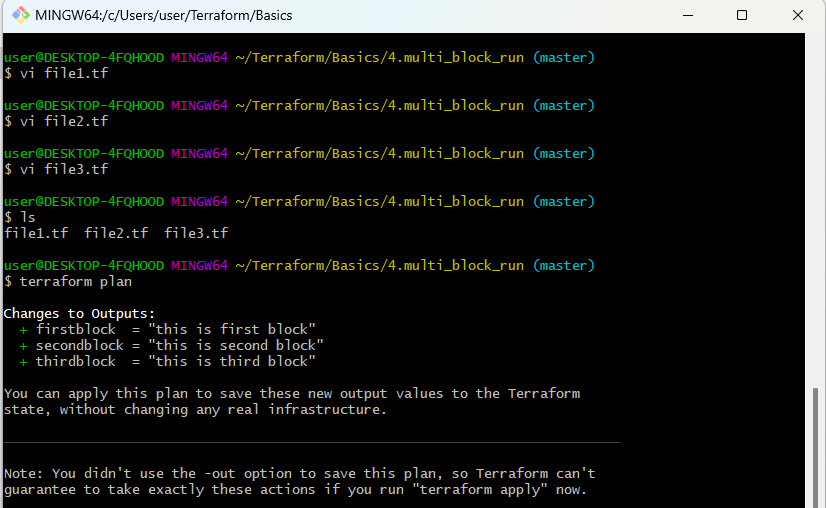 MINGW64:/c/Users/user/Terraform/Basics
user@DESKTOP-4FQHOOD MINGW64 ~/Terraform/Basics/4.multi_block_run (master)
$ vi file1.tf
user@DESKTOP-4FQHOOD MINGW64 ~/Terraform/Basics/4.multi_block_run (master)
$ vi file2.tf
user@DESKTOP-4FQHOOD MINGW64 ~/Terraform/Basics/4.multi_block_run (master)
$ vi file3.tf
user@DESKTOP-4FQHOOD MINGW64 ~/Terraform/Basics/4.multi_block_run (master)
$ ls
file1.tf  file2.tf  file3.tf
user@DESKTOP-4FQHOOD MINGW64 ~/Terraform/Basics/4.multi_block_run (master)
$ terraform plan
Changes to Outputs:
  + firstblock  = "this is first block"
  + secondblock = "this is second block"
  + thirdblock  = "this is third block"
You can apply this plan to save these new output values to the Terraform
state, without changing any real infrastructure.
Note: You didn't use the -out option to save this plan, so Terraform can't
guarantee to take exactly these actions if you run "terraform apply" now.